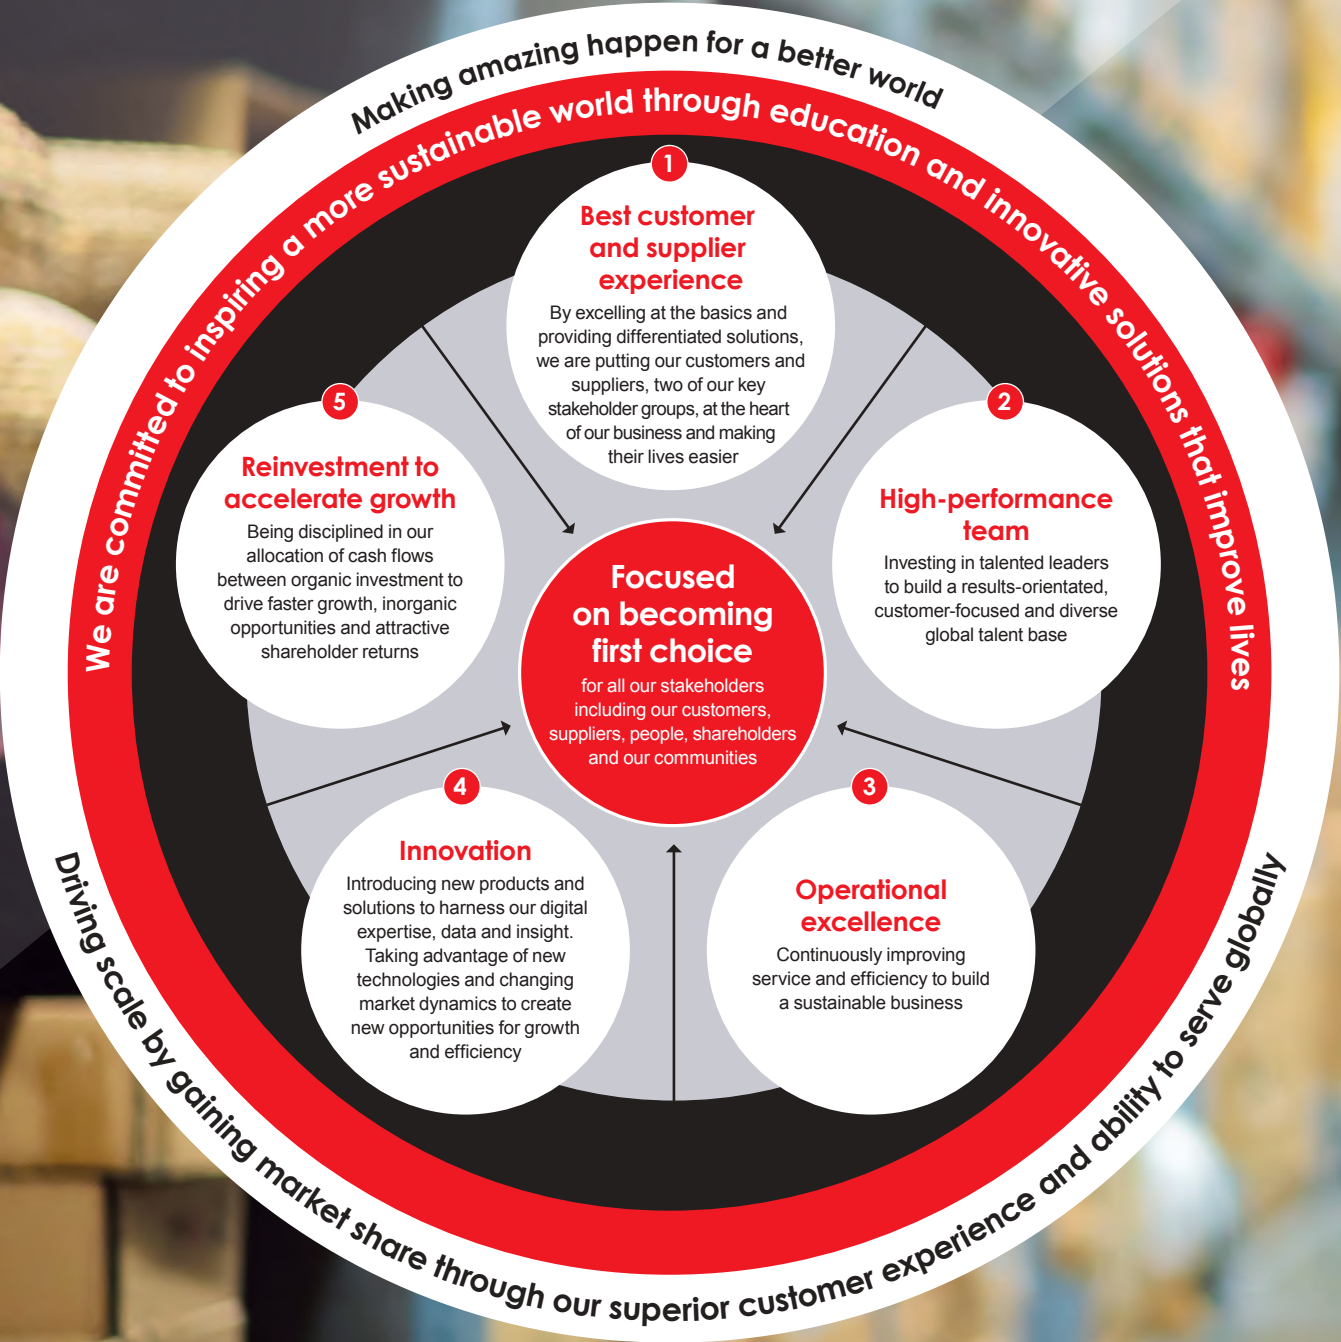 Making amazing happen for a better world
We are committed to inspiring a more sustainable world through education and innovative solutions that improve lives
1
Best customer
and supplier
experience
By excelling at the basics and
providing differentiated solutions,
we are putting our customers and
suppliers, two of our key
stakeholder groups, at the heart
of our business and making
their lives easier
2
High-performance
team
Investing in talented leaders
to build a results-orientated,
customer-focused and diverse
global talent base
3
Operational
excellence
Continuously improving
service and efficiency to build
a sustainable business
4
Innovation
Introducing new products and
solutions to harness our digital
expertise, data and insight.
Taking advantage of new
technologies and changing
market dynamics to create
new opportunities for growth
and efficiency
5
Reinvestment to
accelerate growth
Being disciplined in our
allocation of cash flows
between organic investment to
drive faster growth, inorganic
opportunities and attractive
shareholder returns
Focused
on becoming
first choice
for all our stakeholders
including our customers,
suppliers, people, shareholders
and our communities
Driving scale by gaining market share through our superior customer experience and ability to serve globally